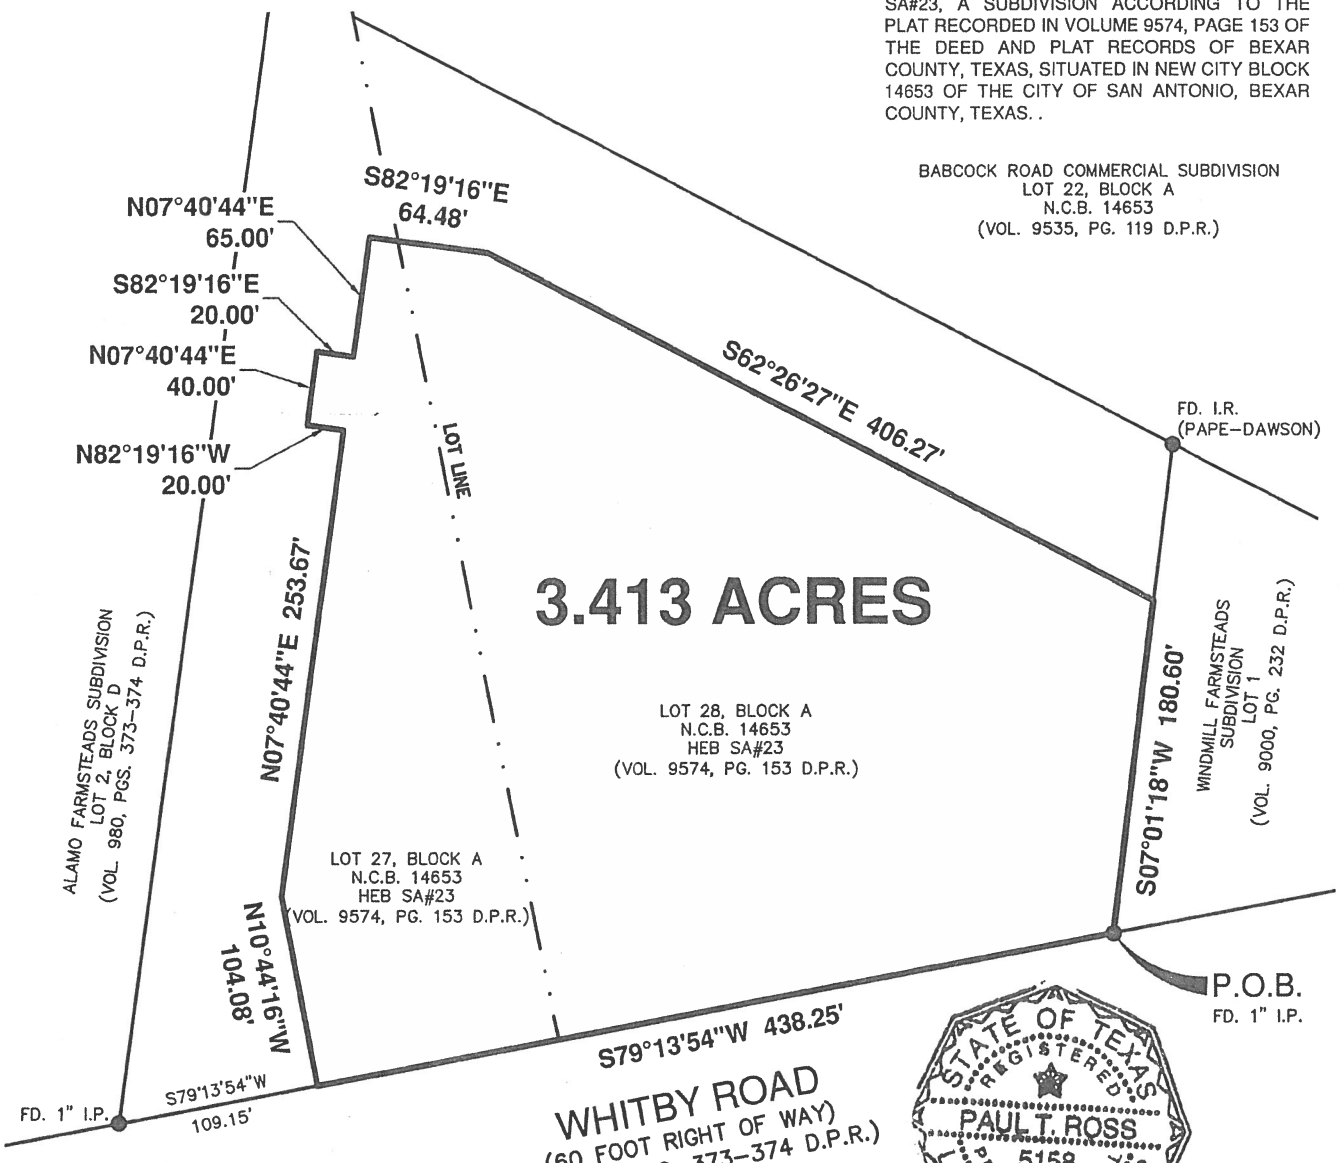 SA#23, A SUBDIVISION ACCORDING TO THE
PLAT RECORDED IN VOLUME 9574, PAGE 153 OF
THE DEED AND PLAT RECORDS OF BEXAR
COUNTY, TEXAS, SITUATED IN NEW CITY BLOCK
14653 OF THE CITY OF SAN ANTONIO, BEXAR
COUNTY, TEXAS. .
BABCOCK ROAD COMMERCIAL SUBDIVISION
LOT 22, BLOCK A
N.C.B. 14653
(VOL. 9535, PG. 119 D.P.R.)
S82°19'16"E
64.48'
N07°40'44"E
65.00'
S82°19'16"E
20.00'
N07°40'44"E
40.00'
N82°19'16"W
20.00'
S62°26'27"E 406.27'
FD. I.R.
(PAPE-DAWSON)
LOT LINE
3.413 ACRES
N07°40'44"E 253.67'
ALAMO FARMSTEADS SUBDIVISION
LOT 2, BLOCK D
(VOL. 980, PGS. 373-374 D.P.R.)
LOT 28, BLOCK A
N.C.B. 14653
HEB SA#23
(VOL. 9574, PG. 153 D.P.R.)
S07°01'18"W 180.60'
WINDMILL FARMSTEADS
SUBDIVISION
LOT 1
(VOL. 9000, PG. 232 D.P.R.)
LOT 27, BLOCK A
N.C.B. 14653
HEB SA#23
(VOL. 9574, PG. 153 D.P.R.)
N10°44'16"W
104.08'
P.O.B.
FD. 1" I.P.
S79°13'54"W 438.25'
S79°13'54"W
109.15'
FD. 1" I.P.
WHITBY ROAD
(60 FOOT RIGHT OF WAY)
373-374 D.P.R.)
STATE OF TEXAS
REGISTERED
PAUL T. ROSS
5158